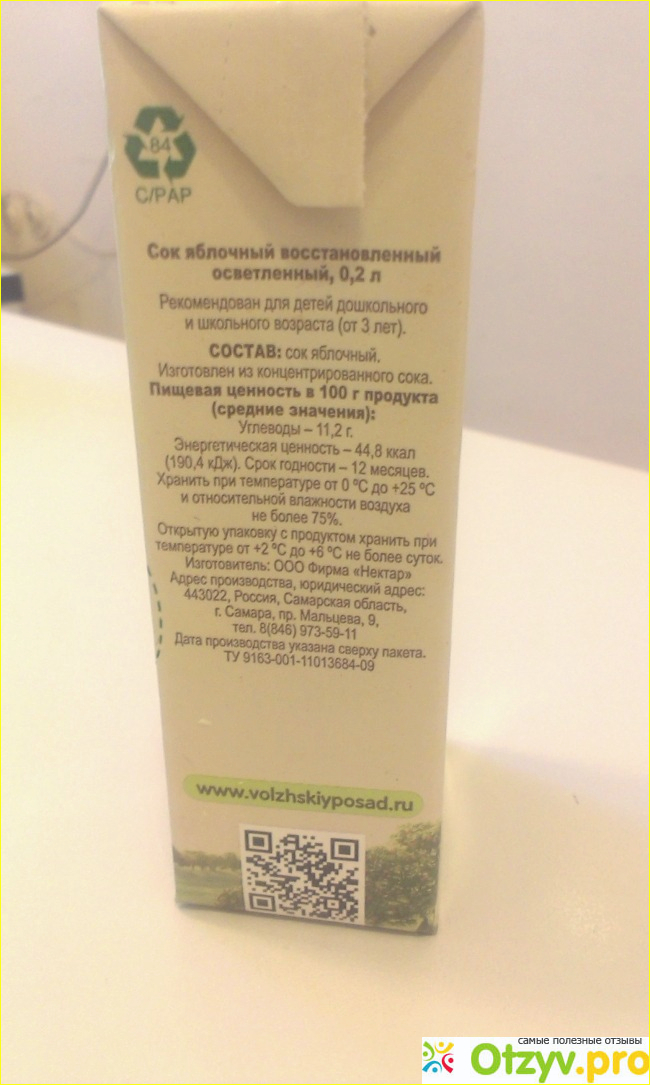 84
C/PAP
Сок яблочный восстановленный
осветленный, 0,2 л
Рекомендован для детей дошкольного
и школьного возраста (от 3 лет).
СОСТАВ: сок яблочный.
Изготовлен из концентрированного сока.
Пищевая ценность в 100 г продукта
(средние значения):
Углеводы – 11,2 г.
Энергетическая ценность – 44,8 ккал
(190,4 кДж). Срок годности – 12 месяцев.
Хранить при температуре от 0 ºС до +25 ºС
и относительной влажности воздуха
не более 75%.
Открытую упаковку с продуктом хранить при
температуре от +2 ºС до +6 ºС не более суток.
Изготовитель: ООО Фирма «Нектар»
Адрес производства, юридический адрес:
443022, Россия, Самарская область,
г. Самара, пр. Мальцева, 9,
тел. 8(846) 973-59-11
Дата производства указана сверху пакета.
ТУ 9163-001-11013684-09
www.volzhskiyposad.ru
самые полезные отзывы
Otzyv.pro